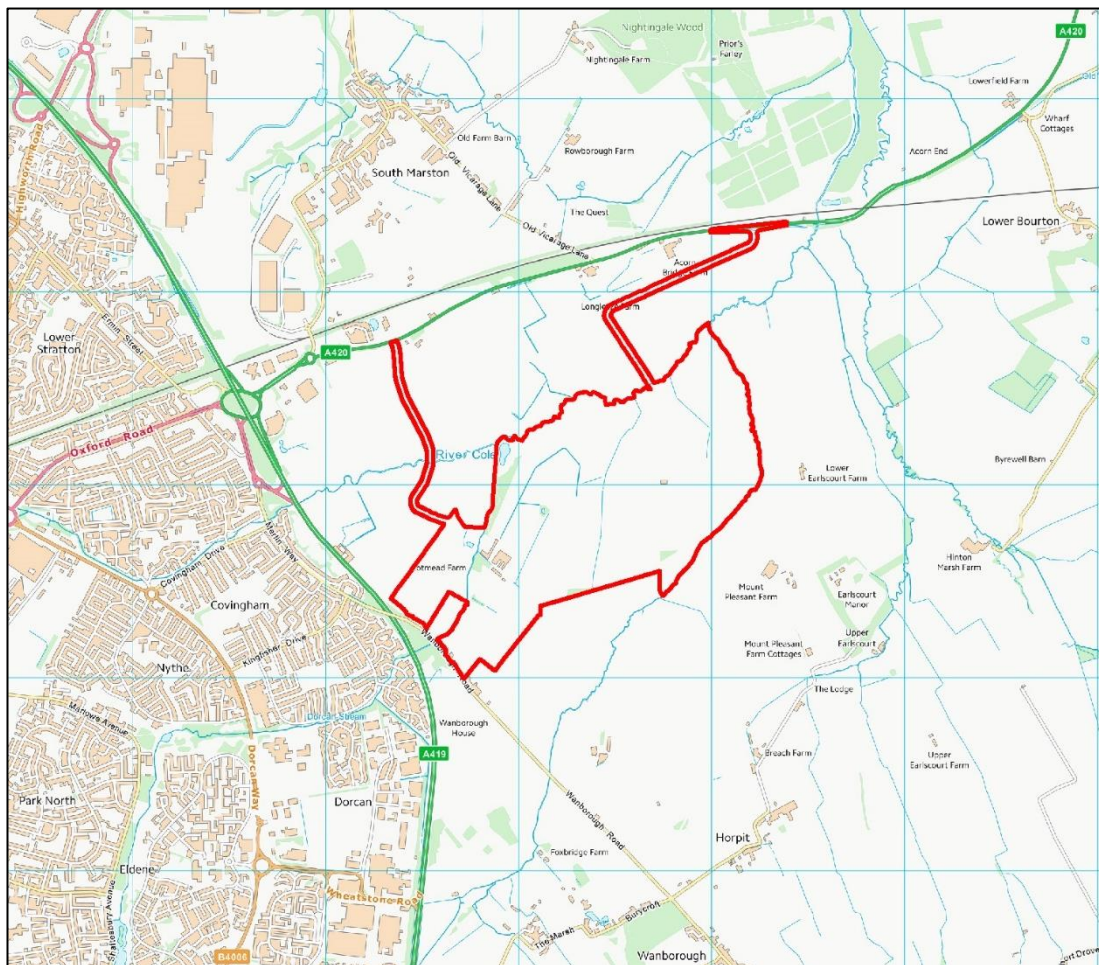 A420
Nightingale Wood
Prior's
Farley
Nightingale Farm
Lowerfield Farm
Wharf
Cottages
Old Farm Barn
Rowborough Farm
Acorn End
Highworth Road
South Marston
Old Vicarage Lane
The Quest
Old Vicarage Lane
Lower Bourton
Acorn
Ermin Street
Lower
Stratton
A420
Oxford Road
River Cole
Lower
Earlscourt Farm
Byrewell Barn
Merlin Way
Covingham Drive
Hinton
Marsh Farm
Covingham
Mount
Pleasant Farm
Earlscourt
Manor
Kingfisher Drive
Nythe
Mount Pleasant
Farm Cottages
Upper
Earlscourt
The Lodge
Marlowe Avenue
Dorcan Stream
Wanborough
House
A419
Breach Farm
Upper
Earlscourt Farm
Dorcan Way
Park North
Dorcan
Wanborough Road
Horpit
Foxbridge Farm
Eldene
Wheatstone Road
Shaftesbury Avenue
Burycroft
The Marsh
B4006
Wanborough